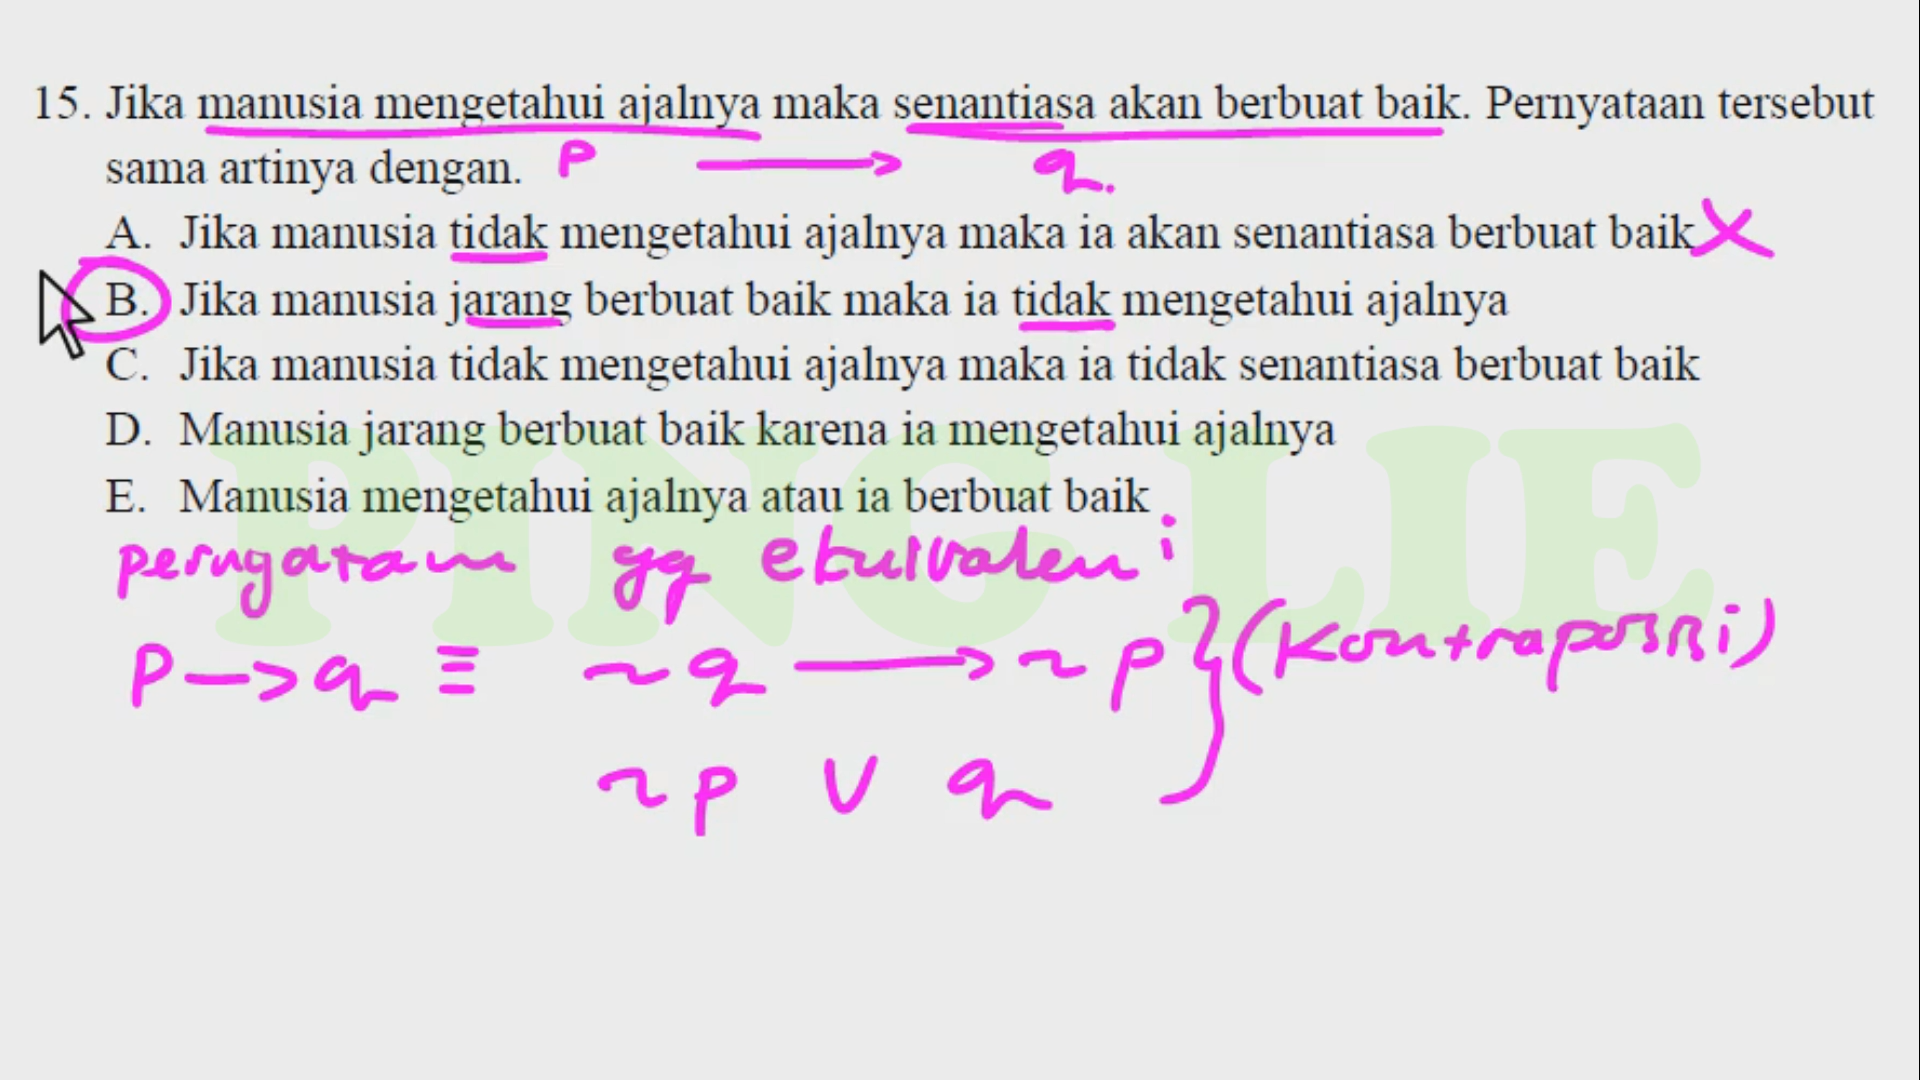 15. Jika manusia mengetahui ajalnya maka senantiasa akan berbuat baik. Pernyataan tersebut
sama artinya dengan.
p → q.
A. Jika manusia tidak mengetahui ajalnya maka ia akan senantiasa berbuat baik X
B. Jika manusia jarang berbuat baik maka ia tidak mengetahui ajalnya
C. Jika manusia tidak mengetahui ajalnya maka ia tidak senantiasa berbuat baik
D. Manusia jarang berbuat baik karena ia mengetahui ajalnya
E. Manusia mengetahui ajalnya atau ia berbuat baik
PING LIE
pernyataan yg ekuivalen :
p → q ≡ ~q → ~p } (kontraposisi)
~p ∨ q